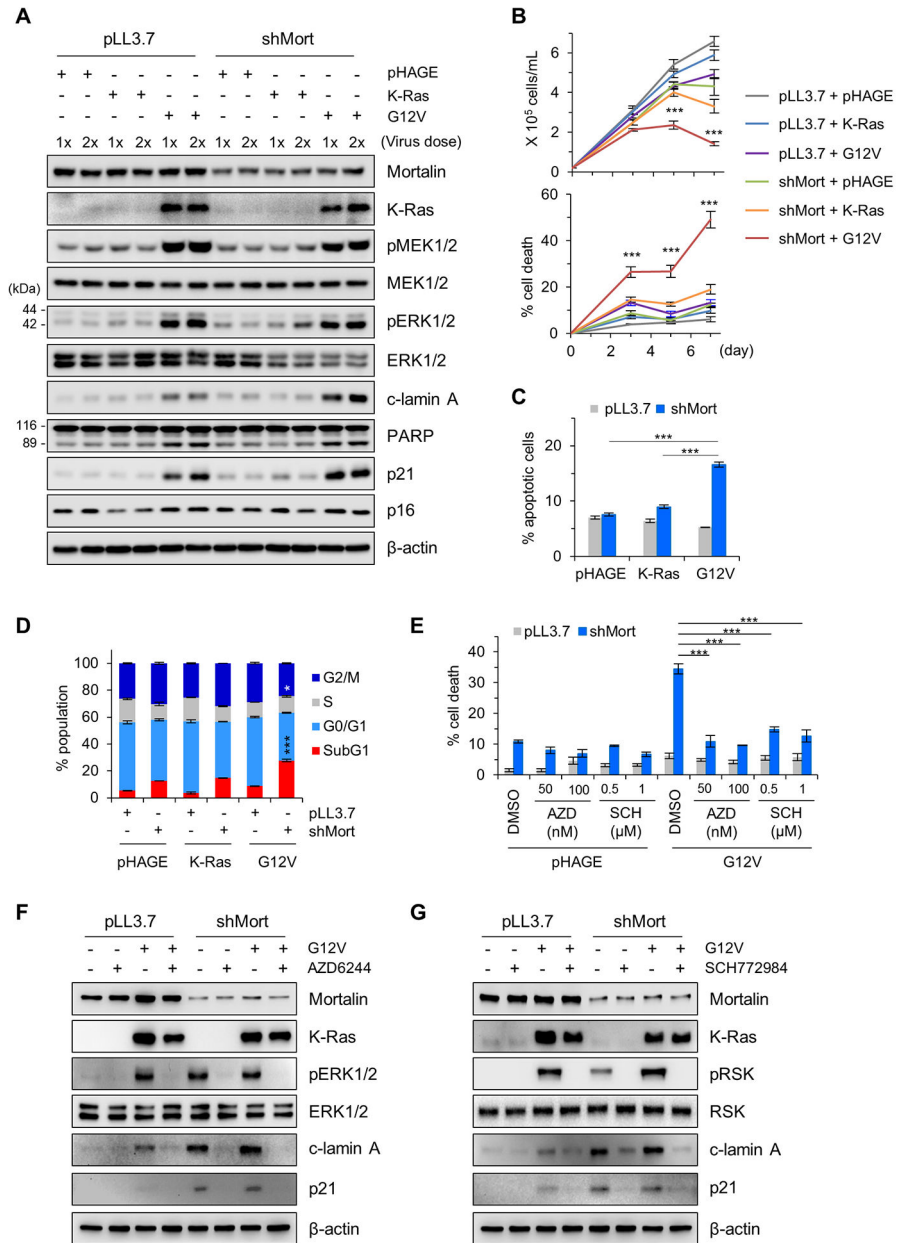 A
pLL3.7 shMort
+ + - - - - + + - - - - pHAGE
- - + + - - - - + + - - K-Ras
- - - - + + - - - - + + G12V
1x 2x 1x 2x 1x 2x 1x 2x 1x 2x 1x 2x (Virus dose)
Mortalin
K-Ras
pMEK1/2
MEK1/2
(kDa)
44 -
42 -
pERK1/2
ERK1/2
c-lamin A
116 -
89 -
PARP
p21
p16
β-actin
B
X 10⁵ cells/mL
6
4
2
0
***
***
% cell death
60
40
20
0
***
***
***
0 2 4 6 (day)
pLL3.7 + pHAGE
pLL3.7 + K-Ras
pLL3.7 + G12V
shMort + pHAGE
shMort + K-Ras
shMort + G12V
C
pLL3.7 shMort
% apoptotic cells
20
10
0
***
***
pHAGE K-Ras G12V
D
% population
100
80
60
40
20
0
*
***
G2/M
S
G0/G1
SubG1
+ - + - + - pLL3.7
- + - + - + shMort
pHAGE K-Ras G12V
E
pLL3.7 shMort
% cell death
40
30
20
10
0
***
***
***
***
DMSO 50 100 0.5 1 DMSO 50 100 0.5 1
AZD SCH AZD SCH
(nM) (µM) (nM) (µM)
pHAGE G12V
F
pLL3.7 shMort
- - + + - - + + G12V
- + - + - + - + AZD6244
Mortalin
K-Ras
pERK1/2
ERK1/2
c-lamin A
p21
β-actin
G
pLL3.7 shMort
- - + + - - + + G12V
- + - + - + - + SCH772984
Mortalin
K-Ras
pRSK
RSK
c-lamin A
p21
β-actin